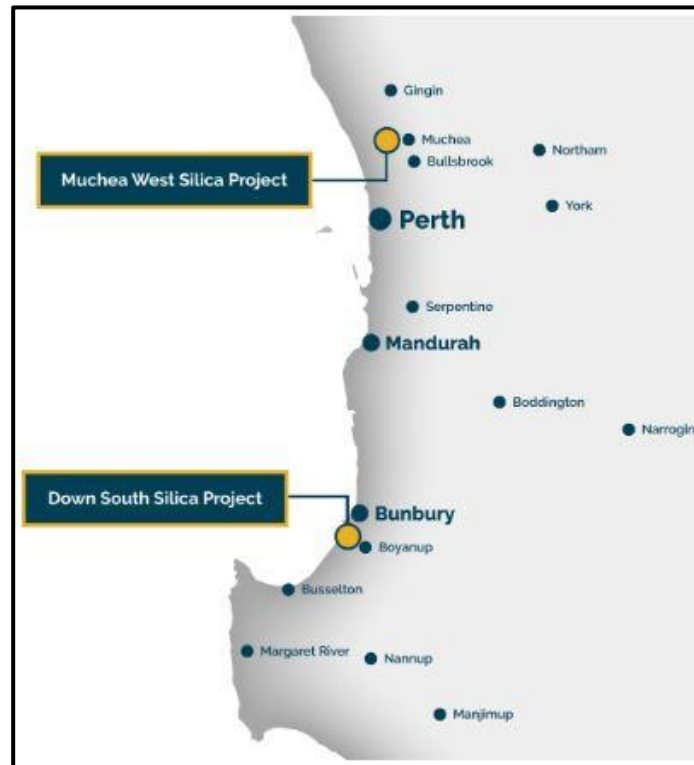 Gingin
Muchea
Northam
Bullsbrook
Muchea West Silica Project
York
Perth
Serpentine
Mandurah
Boddington
Narrogin
Down South Silica Project
Bunbury
Boyanup
Busselton
Margaret River
Nannup
Manjimup